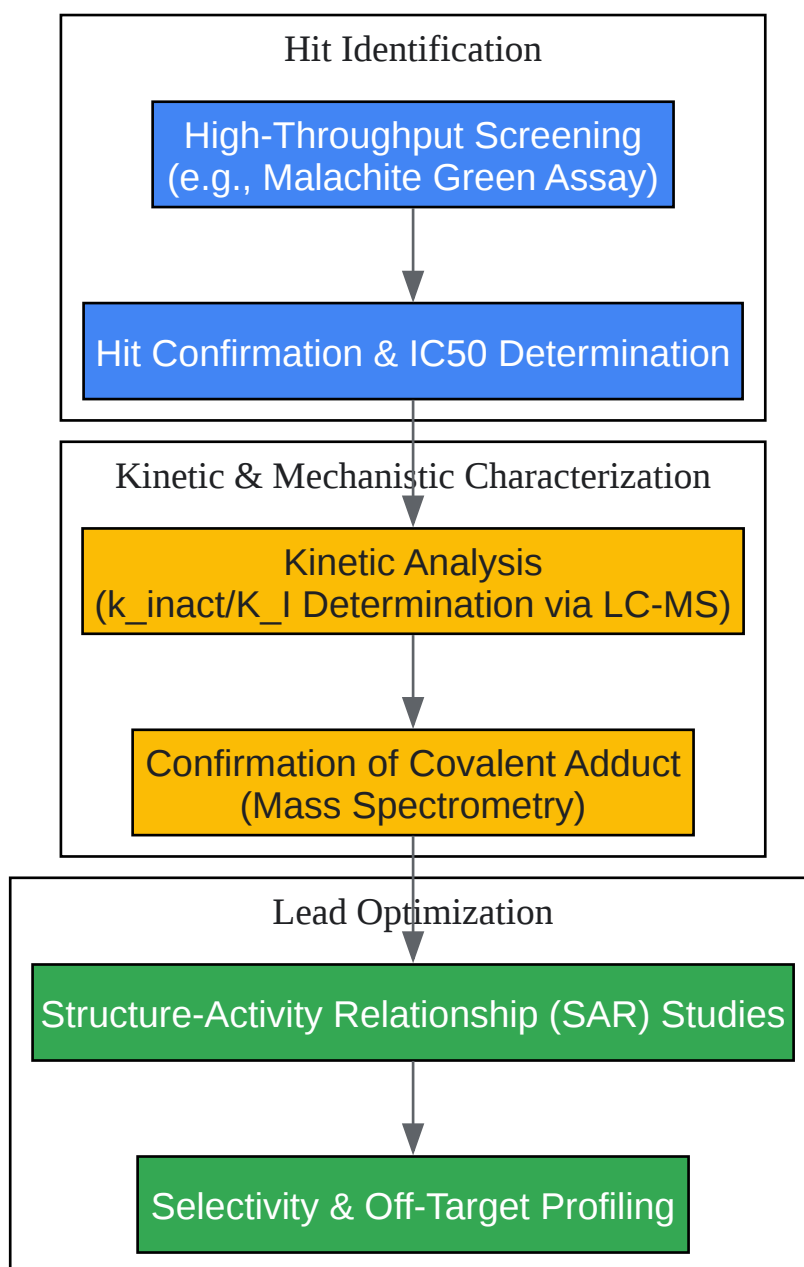 Hit Identification
High-Throughput Screening
(e.g., Malachite Green Assay)
Hit Confirmation & IC50 Determination
Kinetic & Mechanistic Characterization
Kinetic Analysis
(k_inact/K_I Determination via LC-MS)
Confirmation of Covalent Adduct
(Mass Spectrometry)
Lead Optimization
Structure-Activity Relationship (SAR) Studies
Selectivity & Off-Target Profiling